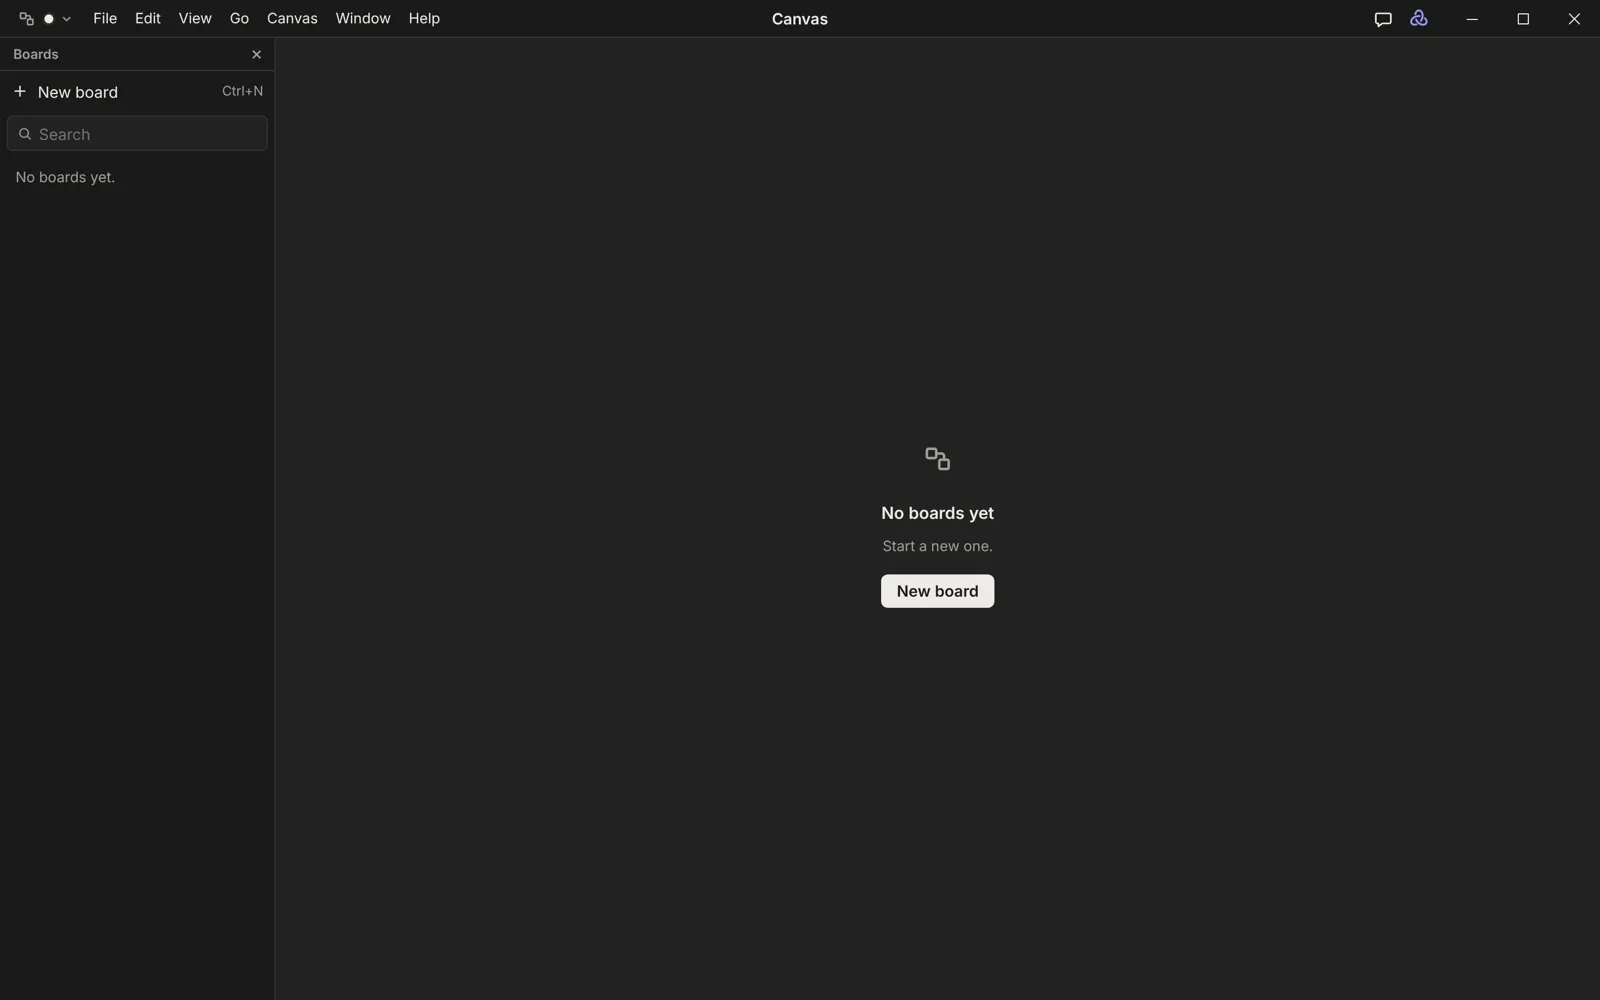 File Edit View Go Canvas Window Help
Canvas
Boards
New board Ctrl+N
Search
No boards yet.
No boards yet
Start a new one.
New board